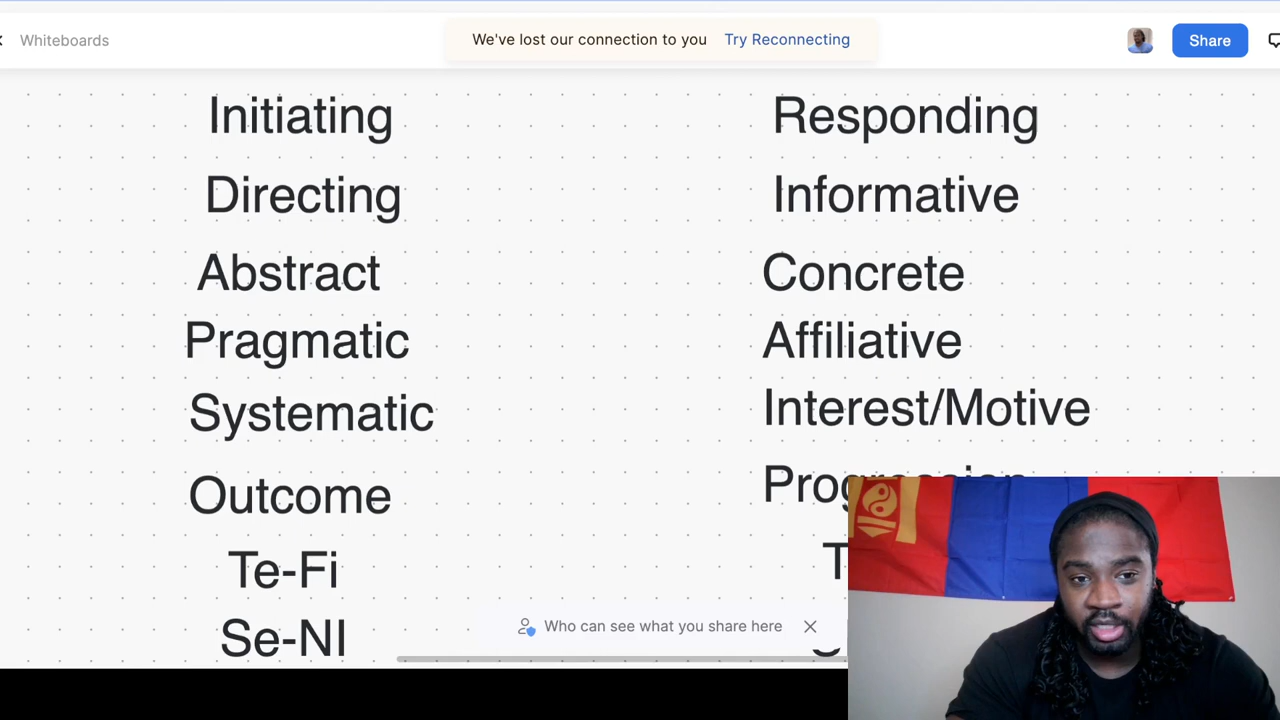 Whiteboards
We've lost our connection to you Try Reconnecting
Share
Initiating
Responding
Directing
Informative
Abstract
Concrete
Pragmatic
Affiliative
Systematic
Interest/Motive
Outcome
Te-Fi
Se-NI
Who can see what you share here